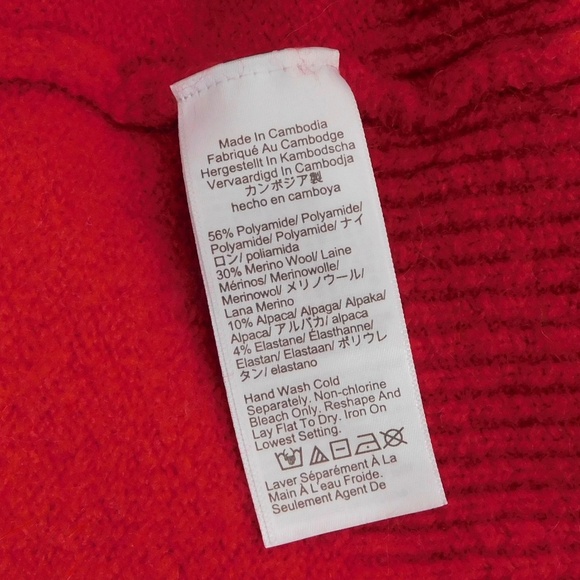 Made In Cambodia
Fabriqué Au Cambodge
Hergestellt In Kambodscha
Vervaardigd In Cambodja
カンボジア製
hecho en camboya
56% Polyamide/ Polyamide/
Polyamide/ Polyamide/ ナイ
ロン/ poliamida
30% Merino Wool/ Laine
Mérinos/ Merinowolle/
Merinowol/ メリノウール/
Lana Merino
10% Alpaca/ Alpaga/ Alpaka/
Alpaca/ アルパカ/ alpaca
4% Elastane/ Élasthanne/
Elastan/ Elastaan/ ポリウレ
タン/ elastano
Hand Wash Cold
Separately, Non-chlorine
Bleach Only. Reshape And
Lay Flat To Dry. Iron On
Lowest Setting.
Laver Séparément À La
Main À L'eau Froide.
Seulement Agent De